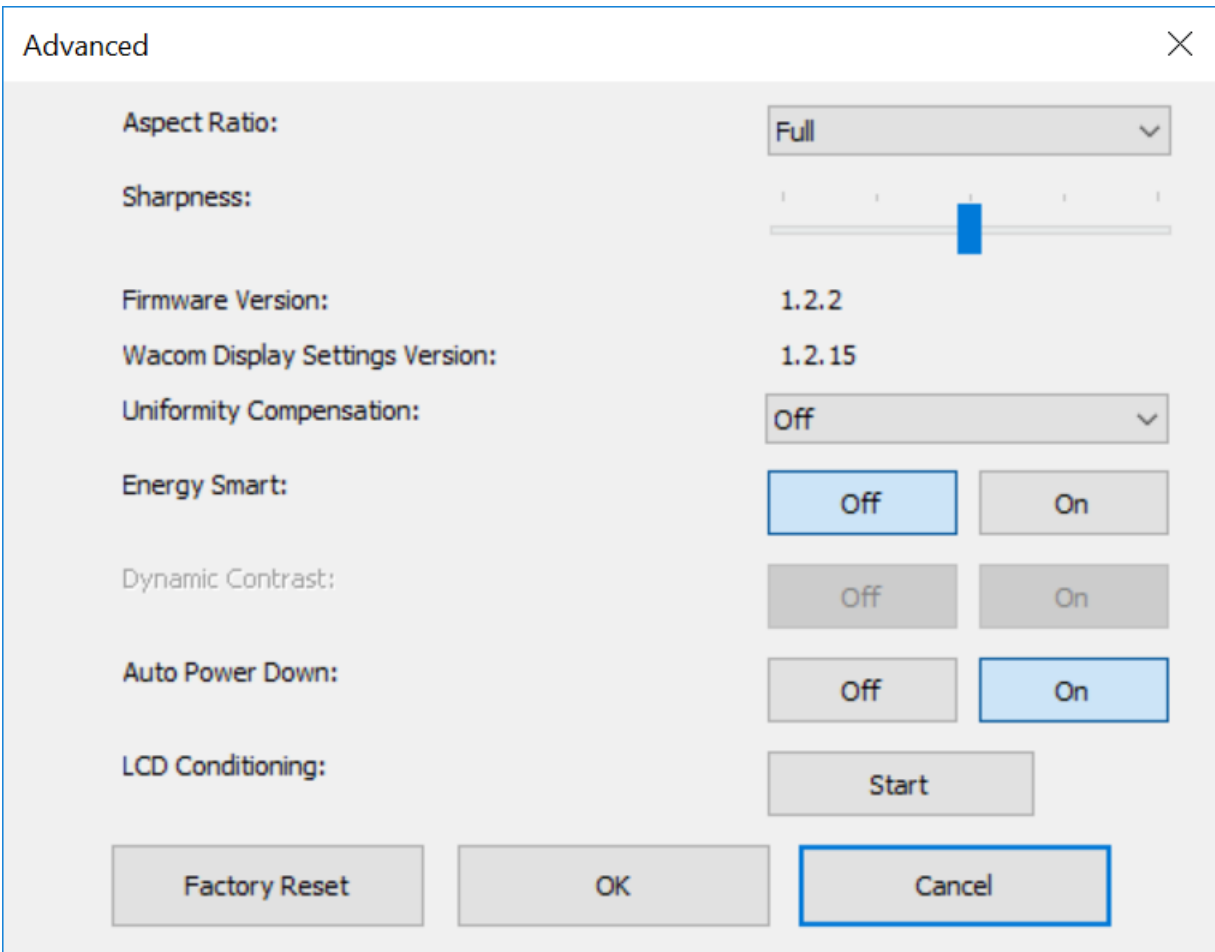 Advanced
Aspect Ratio: Full
Sharpness:
Firmware Version: 1.2.2
Wacom Display Settings Version: 1.2.15
Uniformity Compensation: Off
Energy Smart: Off On
Dynamic Contrast: Off On
Auto Power Down: Off On
LCD Conditioning: Start
Factory Reset OK Cancel